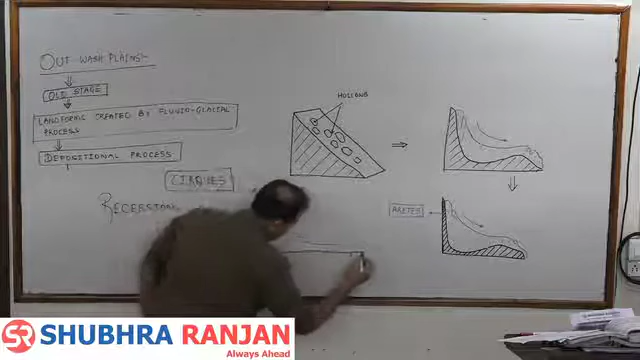 OUT WASH PLAINS-
OLD STAGE
LANDFORMS CREATED BY FLUVIO-GLACIAL
PROCESS
DEPOSITIONAL PROCESS
CIRQUES
HOLLOWS
ARETES
SHUBHRA RANJAN
Always Ahead
SR